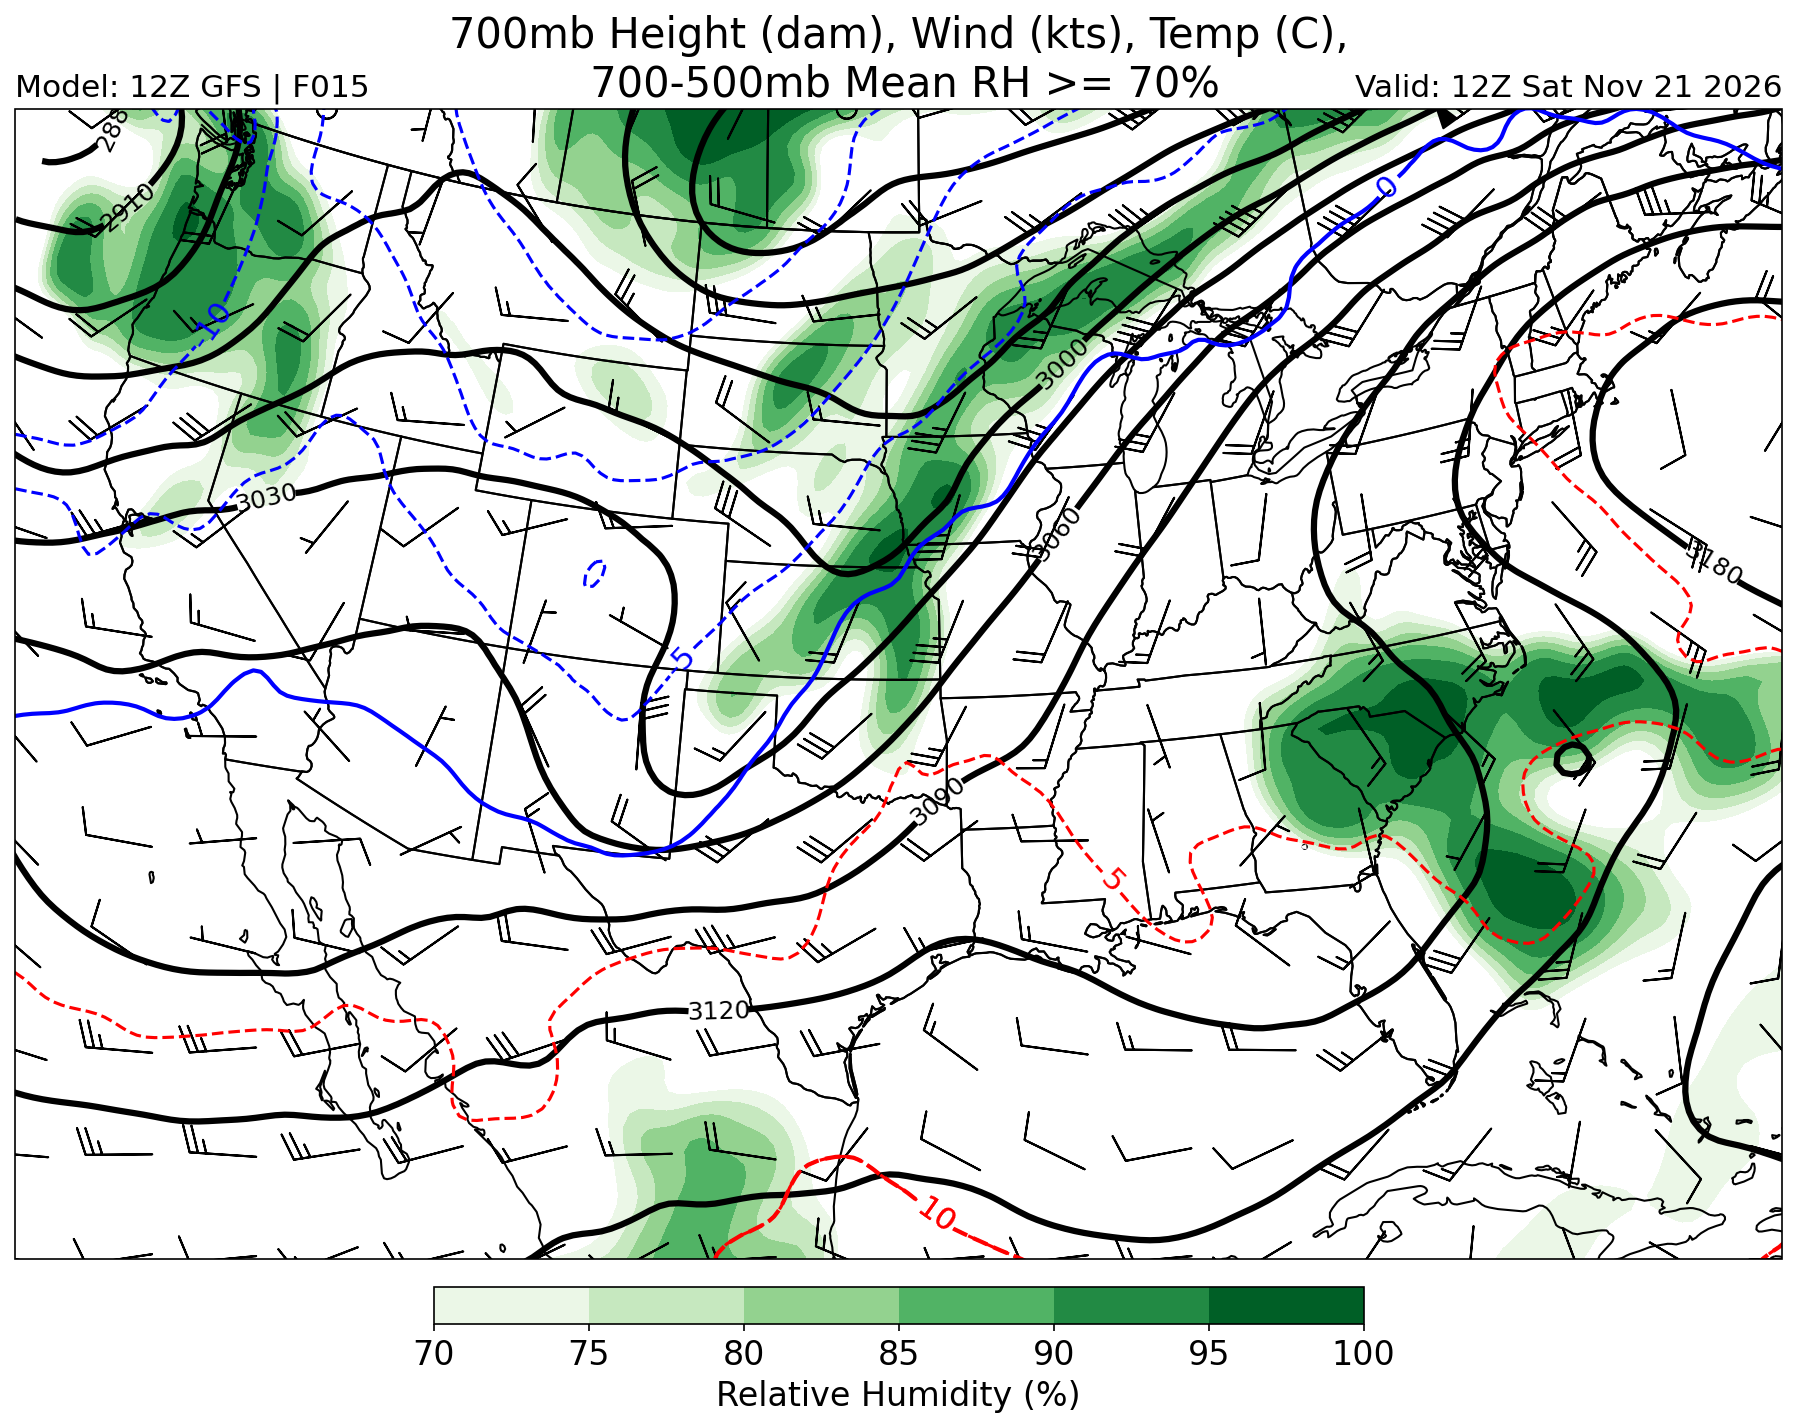 700mb Height (dam), Wind (kts), Temp (C),
700-500mb Mean RH >= 70%
Model: 12Z GFS | F015
Valid: 12Z Sat Nov 21 2026
288
2910
0
10
3000
3030
3060
3180
5
3090
5
3120
10
70 75 80 85 90 95 100
Relative Humidity (%)